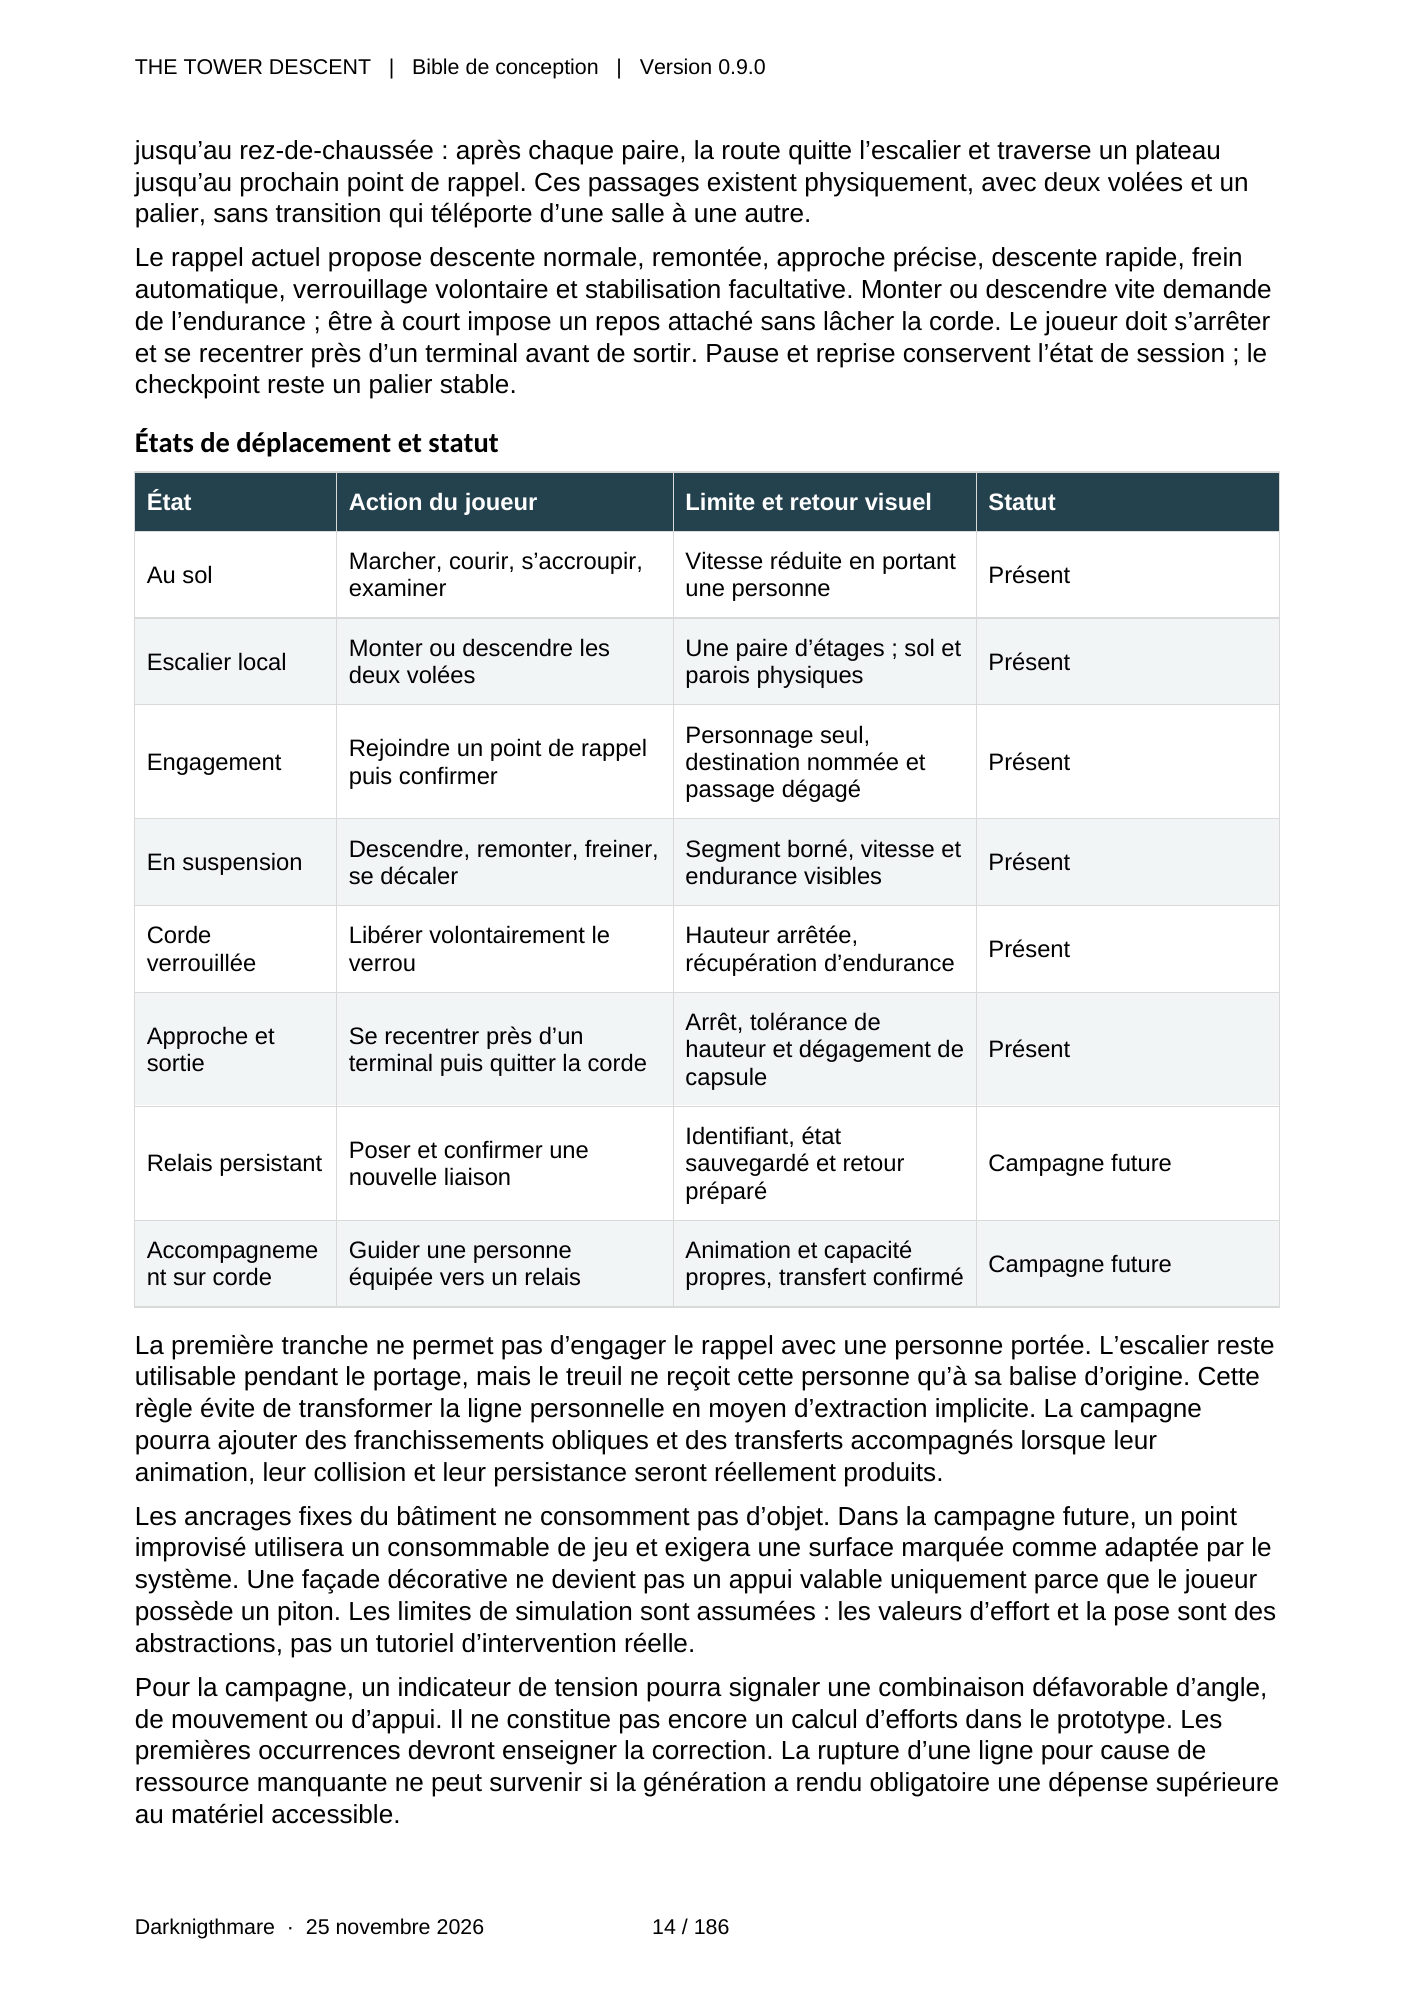 THE TOWER DESCENT | Bible de conception | Version 0.9.0
jusqu’au rez-de-chaussée : après chaque paire, la route quitte l’escalier et traverse un plateau
jusqu’au prochain point de rappel. Ces passages existent physiquement, avec deux volées et un
palier, sans transition qui téléporte d’une salle à une autre.
Le rappel actuel propose descente normale, remontée, approche précise, descente rapide, frein
automatique, verrouillage volontaire et stabilisation facultative. Monter ou descendre vite demande
de l’endurance ; être à court impose un repos attaché sans lâcher la corde. Le joueur doit s’arrêter
et se recentrer près d’un terminal avant de sortir. Pause et reprise conservent l’état de session ; le
checkpoint reste un palier stable.
États de déplacement et statut
État
Action du joueur
Limite et retour visuel
Statut
Au sol
Marcher, courir, s’accroupir,
examiner
Vitesse réduite en portant
une personne
Présent
Escalier local
Monter ou descendre les
deux volées
Une paire d’étages ; sol et
parois physiques
Présent
Engagement
Rejoindre un point de rappel
puis confirmer
Personnage seul,
destination nommée et
passage dégagé
Présent
En suspension
Descendre, remonter, freiner,
se décaler
Segment borné, vitesse et
endurance visibles
Présent
Corde
verrouillée
Libérer volontairement le
verrou
Hauteur arrêtée,
récupération d’endurance
Présent
Approche et
sortie
Se recentrer près d’un
terminal puis quitter la corde
Arrêt, tolérance de
hauteur et dégagement de
capsule
Présent
Relais persistant
Poser et confirmer une
nouvelle liaison
Identifiant, état
sauvegardé et retour
préparé
Campagne future
Accompagneme
nt sur corde
Guider une personne
équipée vers un relais
Animation et capacité
propres, transfert confirmé
Campagne future
La première tranche ne permet pas d’engager le rappel avec une personne portée. L’escalier reste
utilisable pendant le portage, mais le treuil ne reçoit cette personne qu’à sa balise d’origine. Cette
règle évite de transformer la ligne personnelle en moyen d’extraction implicite. La campagne
pourra ajouter des franchissements obliques et des transferts accompagnés lorsque leur
animation, leur collision et leur persistance seront réellement produits.
Les ancrages fixes du bâtiment ne consomment pas d’objet. Dans la campagne future, un point
improvisé utilisera un consommable de jeu et exigera une surface marquée comme adaptée par le
système. Une façade décorative ne devient pas un appui valable uniquement parce que le joueur
possède un piton. Les limites de simulation sont assumées : les valeurs d’effort et la pose sont des
abstractions, pas un tutoriel d’intervention réelle.
Pour la campagne, un indicateur de tension pourra signaler une combinaison défavorable d’angle,
de mouvement ou d’appui. Il ne constitue pas encore un calcul d’efforts dans le prototype. Les
premières occurrences devront enseigner la correction. La rupture d’une ligne pour cause de
ressource manquante ne peut survenir si la génération a rendu obligatoire une dépense supérieure
au matériel accessible.
Darknigthmare · 25 novembre 2026 14 / 186